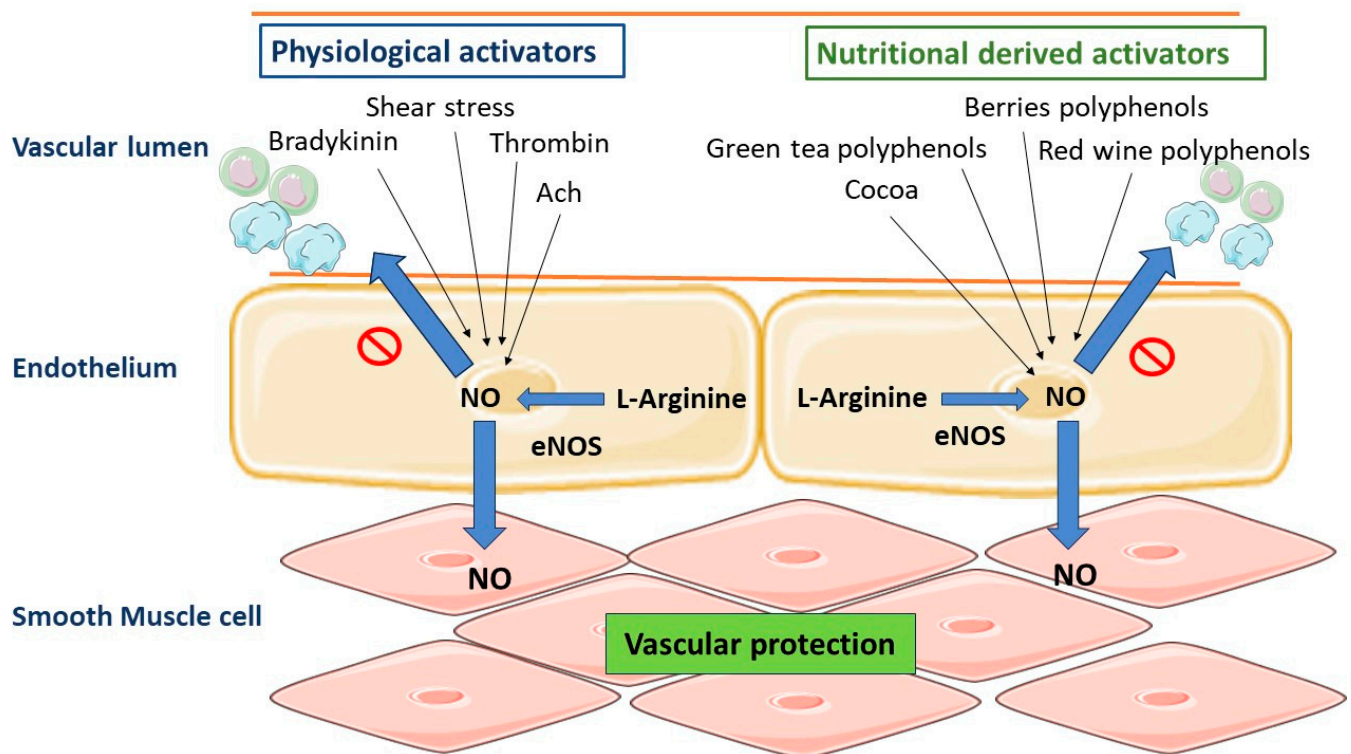 Physiological activators
Nutritional derived activators
Shear stress
Berries polyphenols
Vascular lumen
Bradykinin
Thrombin
Green tea polyphenols
Red wine polyphenols
Ach
Cocoa
Endothelium
NO
L-Arginine
L-Arginine
NO
eNOS
eNOS
NO
NO
Smooth Muscle cell
Vascular protection